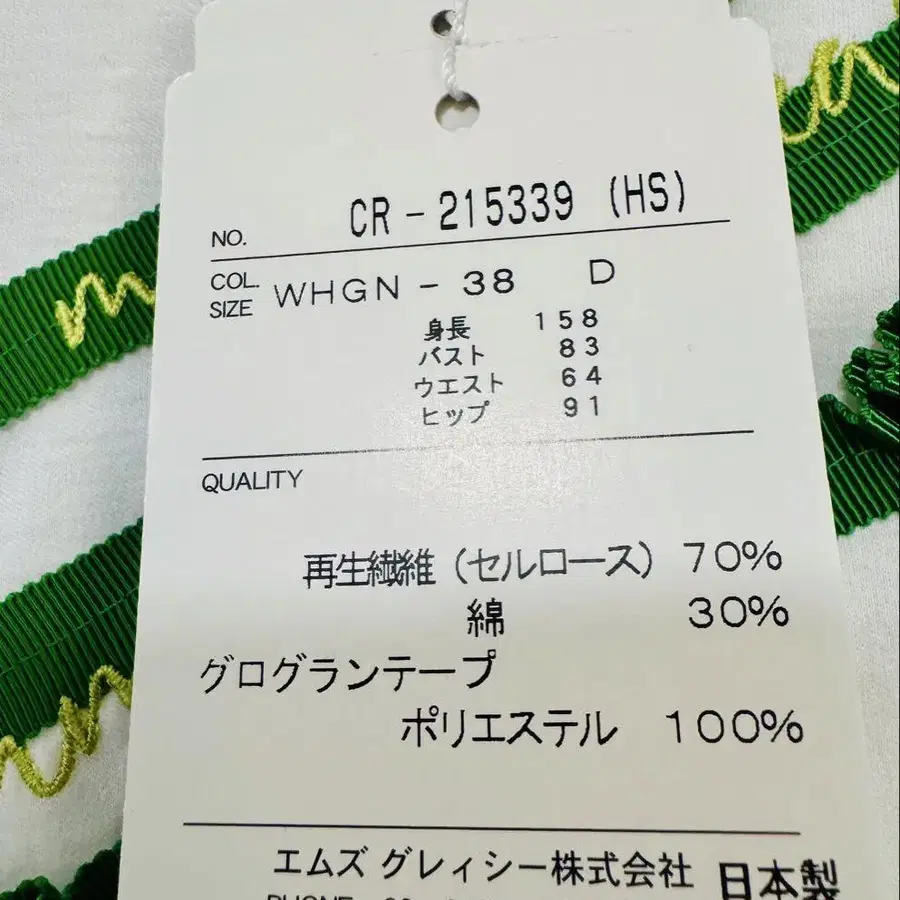 NO. CR-215339 (HS)
COL.
SIZE WHGN - 38 D
身長 158
バスト 83
ウエスト 64
ヒップ 91
QUALITY
再生繊維(セルロース) 70%
綿 30%
グログランテープ
ポリエステル 100%
エムズ グレィシー株式会社 日本製